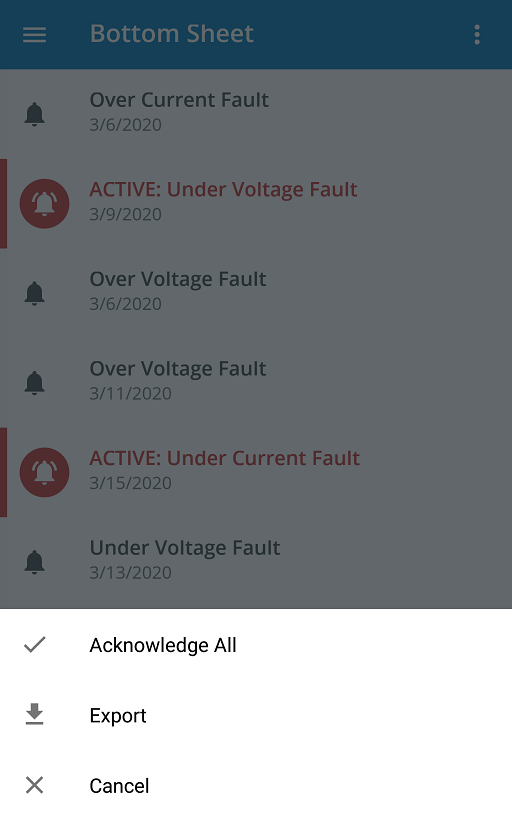 Bottom Sheet
Over Current Fault
3/6/2020
ACTIVE: Under Voltage Fault
3/9/2020
Over Voltage Fault
3/6/2020
Over Voltage Fault
3/11/2020
ACTIVE: Under Current Fault
3/15/2020
Under Voltage Fault
3/13/2020
Acknowledge All
Export
Cancel